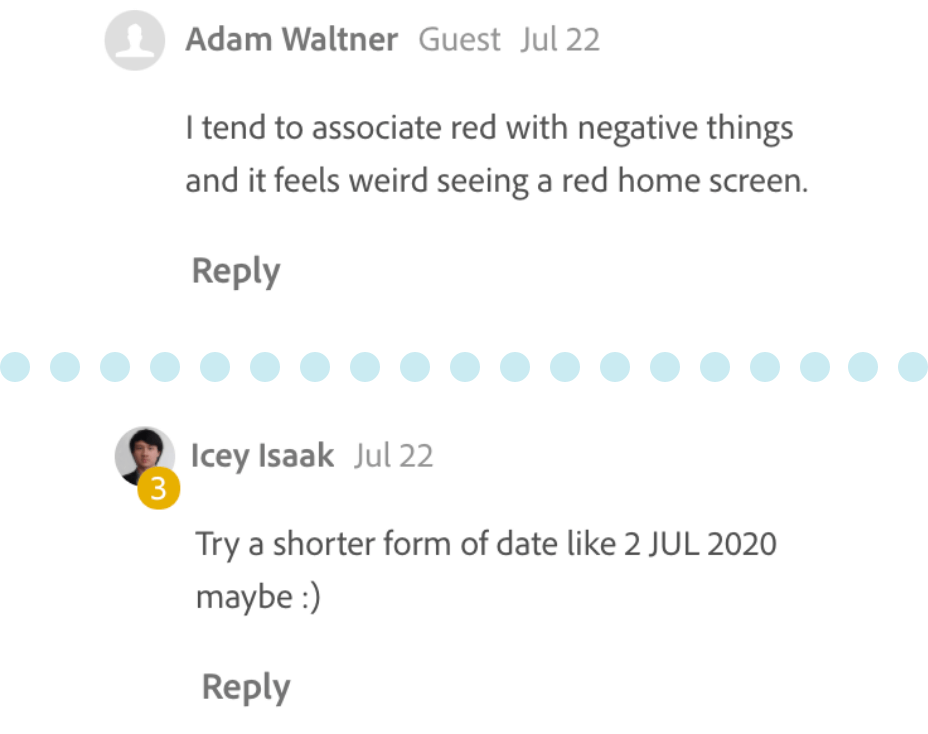 Adam Waltner Guest Jul 22
I tend to associate red with negative things
and it feels weird seeing a red home screen.
Reply
Icey Isaak Jul 22
3
Try a shorter form of date like 2 JUL 2020
maybe :)
Reply